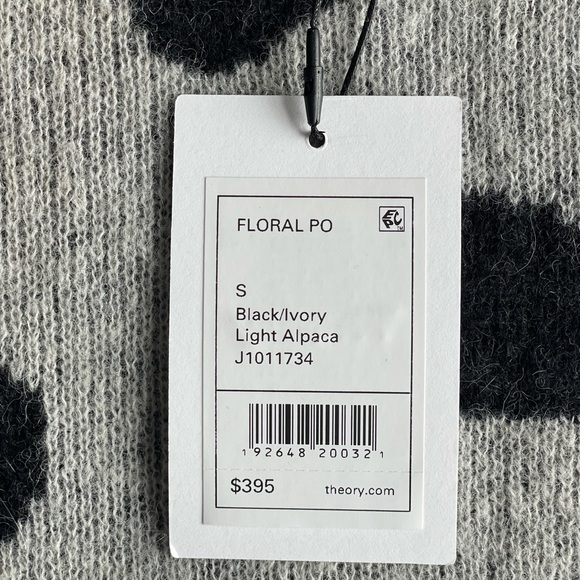 FLORAL PO
S
Black/Ivory
Light Alpaca
J1011734
1 92648 20032 1
$395 theory.com